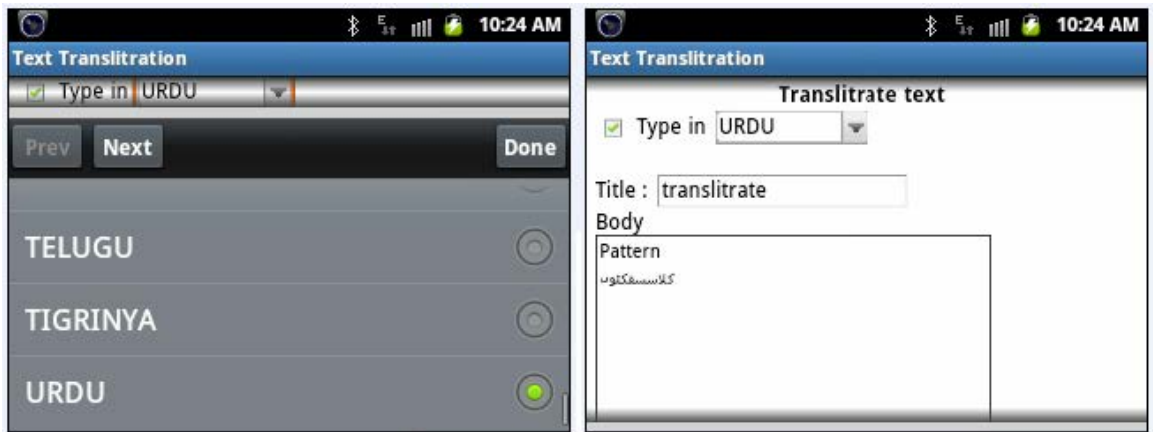 10:24 AM
Text Translitration
Type in URDU
Prev Next Done
TELUGU
TIGRINYA
URDU
10:24 AM
Text Translitration
Translitrate text
Type in URDU
Title : translitrate
Body
Pattern